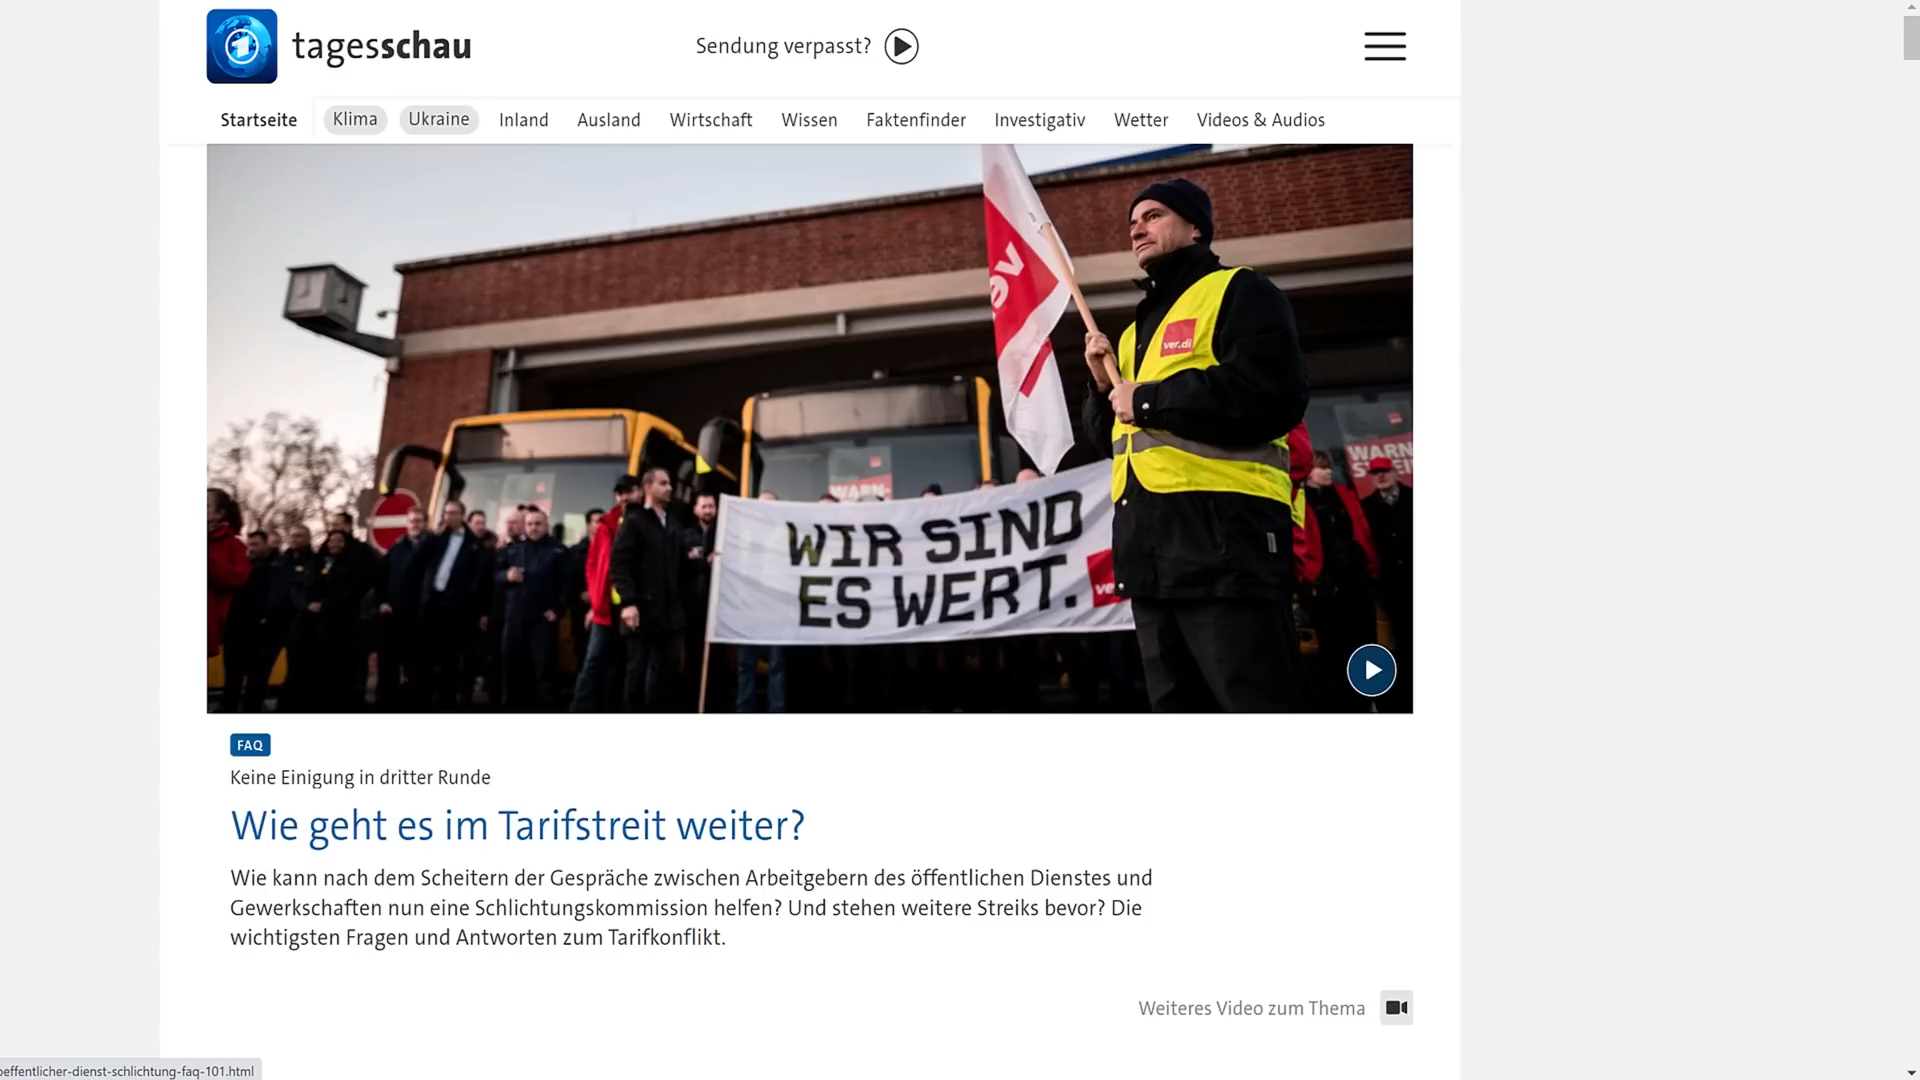 tagesschau
Sendung verpasst?
Startseite Klima Ukraine Inland Ausland Wirtschaft Wissen Faktenfinder Investigativ Wetter Videos & Audios
ver.di
WARN-
WIR SIND
ES WERT.
FAQ
Keine Einigung in dritter Runde
Wie geht es im Tarifstreit weiter?
Wie kann nach dem Scheitern der Gespräche zwischen Arbeitgebern des öffentlichen Dienstes und
Gewerkschaften nun eine Schlichtungskommission helfen? Und stehen weitere Streiks bevor? Die
wichtigsten Fragen und Antworten zum Tarifkonflikt.
Weiteres Video zum Thema
oeffentlicher-dienst-schlichtung-faq-101.html